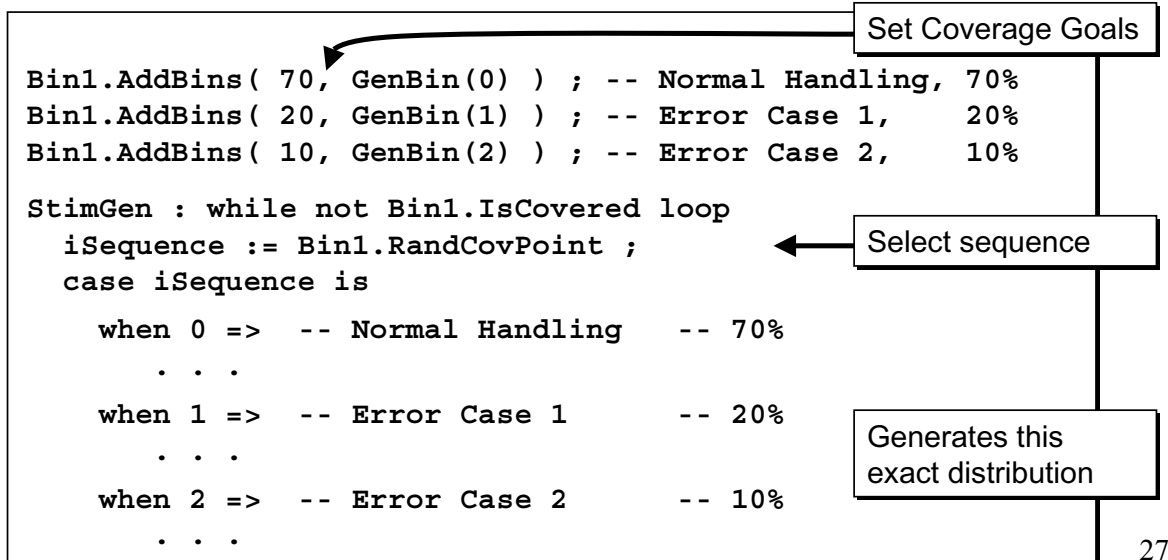 Set Coverage Goals
Bin1.AddBins( 70, GenBin(0) ) ; -- Normal Handling, 70%
Bin1.AddBins( 20, GenBin(1) ) ; -- Error Case 1,    20%
Bin1.AddBins( 10, GenBin(2) ) ; -- Error Case 2,    10%
StimGen : while not Bin1.IsCovered loop
  iSequence := Bin1.RandCovPoint ;
Select sequence
  case iSequence is
    when 0 =>  -- Normal Handling   -- 70%
       . . .
    when 1 =>  -- Error Case 1      -- 20%
       . . .
Generates this
exact distribution
    when 2 =>  -- Error Case 2      -- 10%
       . . .
27